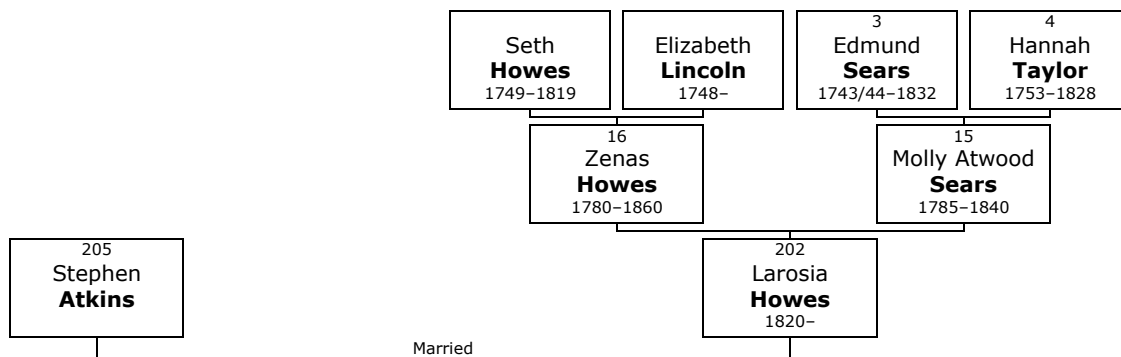 Seth
Howes
1749–1819
Elizabeth
Lincoln
1748–
3
Edmund
Sears
1743/44–1832
4
Hannah
Taylor
1753–1828
16
Zenas
Howes
1780–1860
15
Molly Atwood
Sears
1785–1840
205
Stephen
Atkins
202
Larosia
Howes
1820–
Married